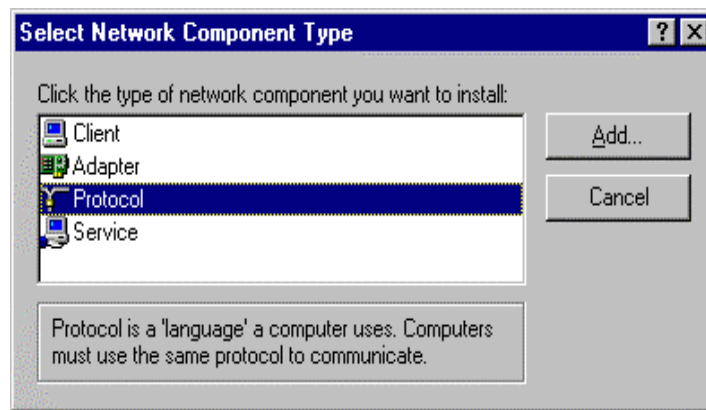 Select Network Component Type
Click the type of network component you want to install:
Client
Adapter
Protocol
Service
Add...
Cancel
Protocol is a 'language' a computer uses. Computers
must use the same protocol to communicate.